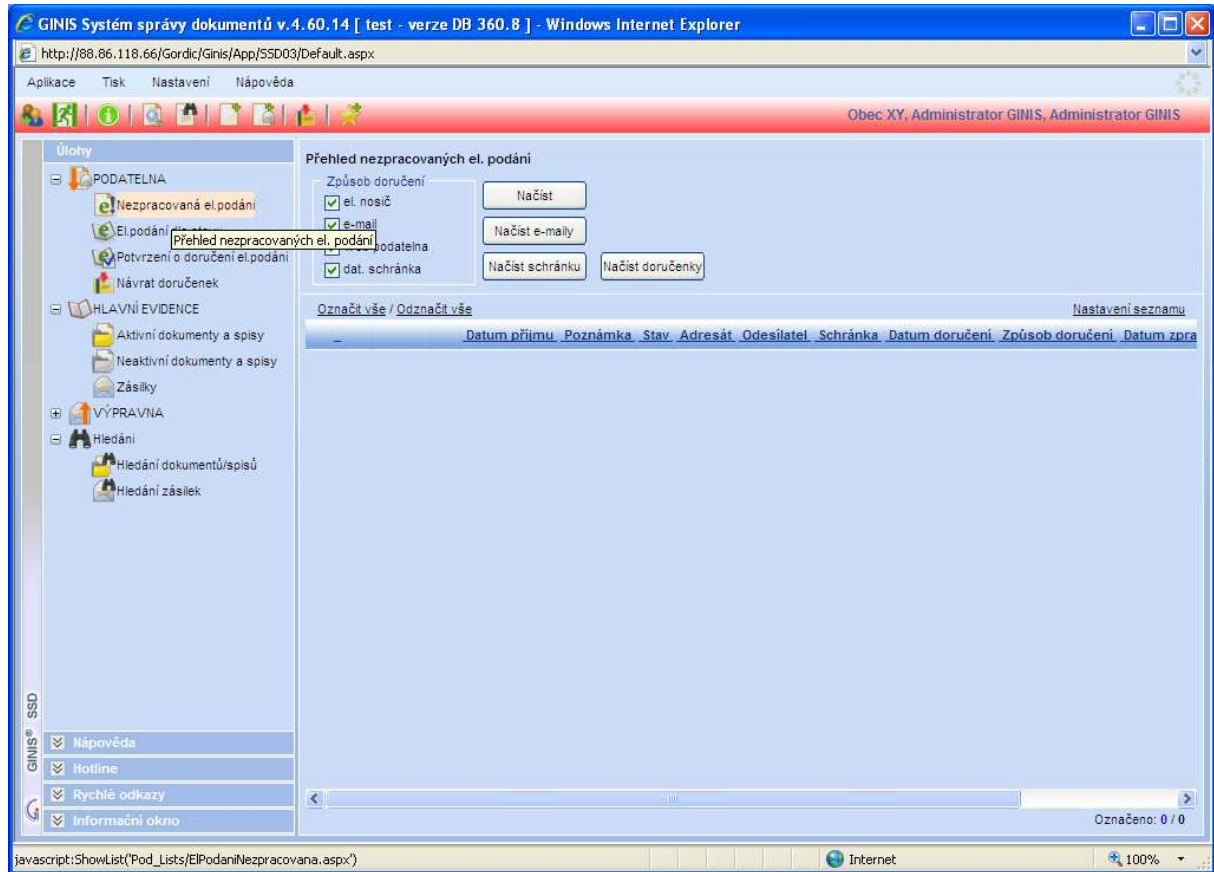 GINIS Systém správy dokumentů v.4.60.14 [ test - verze DB 360.8 ] - Windows Internet Explorer
http://88.86.118.66/Gordic/Ginis/App/SSD03/Default.aspx
Aplikace Tisk Nastavení Nápověda
Obec XY, Administrator GINIS, Administrator GINIS
Úlohy
PODATELNA
Nezpracovaná el.podání
El.podání
Přehled nezpracovaných el. podání
Potvrzení o doručení el.podání
Návrat doručenek
HLAVNÍ EVIDENCE
Aktivní dokumenty a spisy
Neaktivní dokumenty a spisy
Zásilky
VÝPRAVNA
Hledání
Hledání dokumentů/spisů
Hledání zásilek
GINIS® SSD
Nápověda
Hotline
Rychlé odkazy
Informační okno
Přehled nezpracovaných el. podání
Způsob doručení
el. nosič
e-mail
podatelna
dat. schránka
Načíst
Načíst e-maily
Načíst schránku Načíst doručenky
Označit vše / Odznačit vše Nastavení seznamu
Datum příjmu Poznámka Stav Adresát Odesílatel Schránka Datum doručení Způsob doručení Datum zpra
Označeno: 0 / 0
javascript:ShowList('Pod_Lists/ElPodaniNezpracovana.aspx') Internet 100%